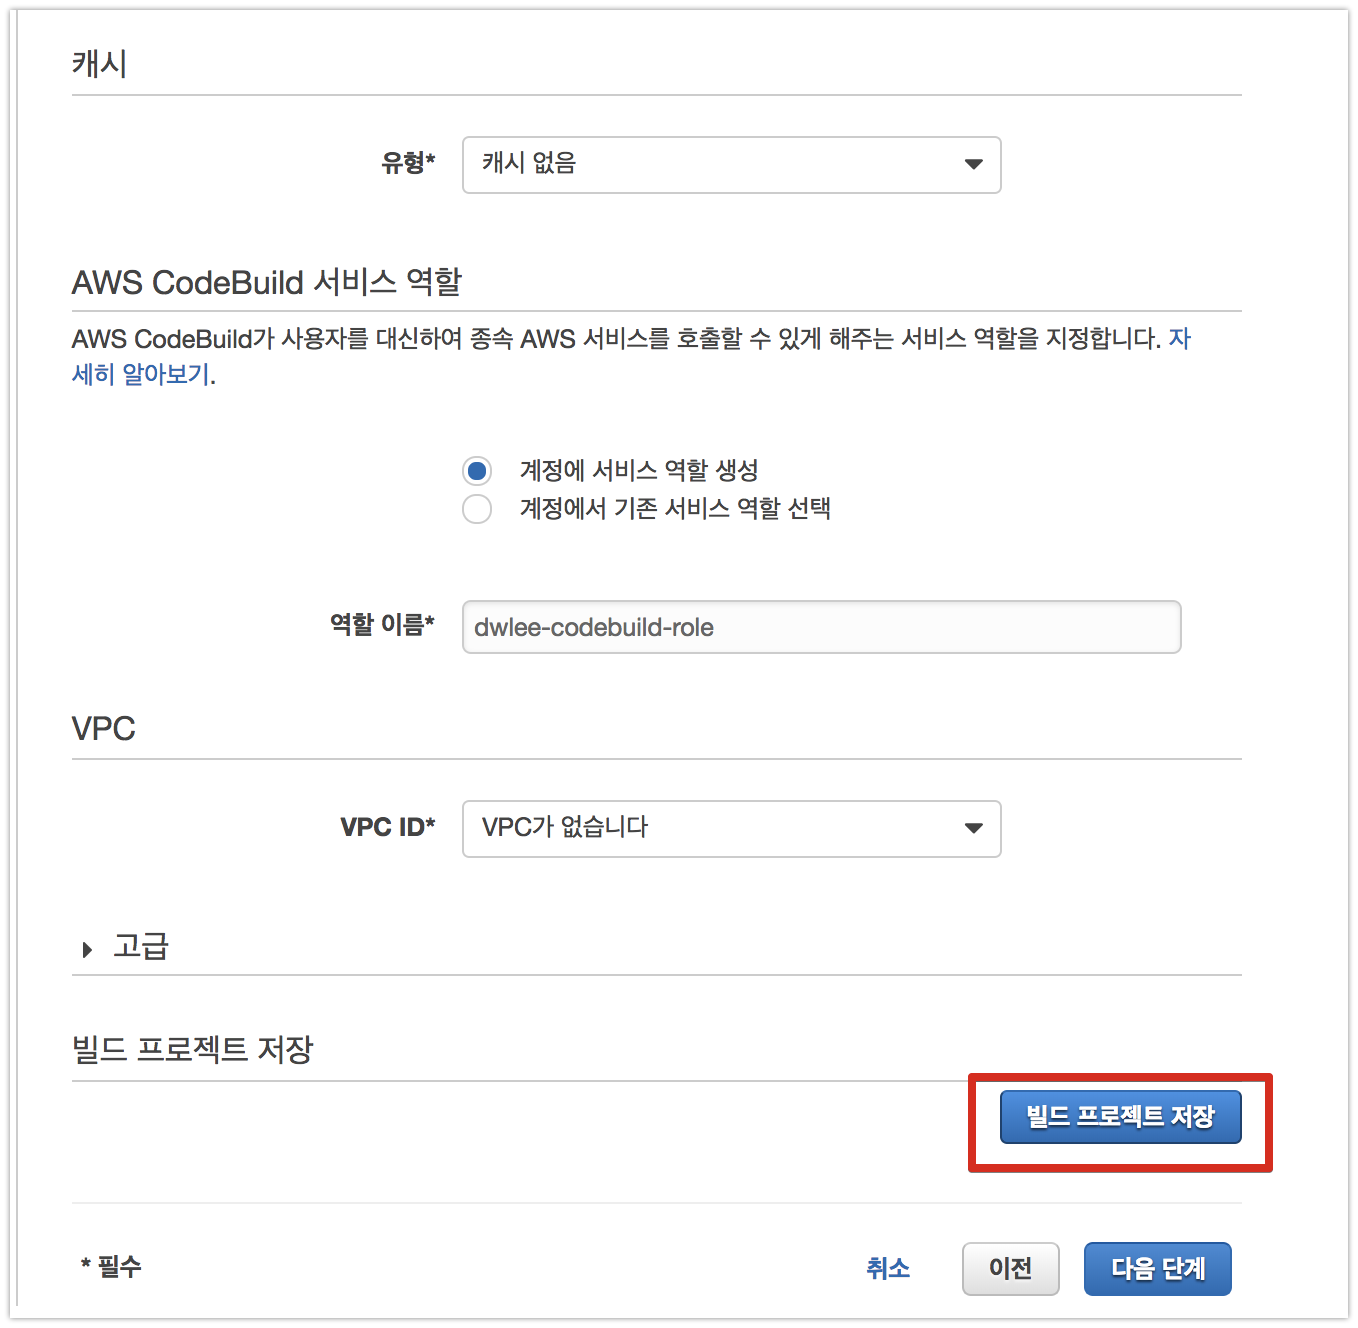 캐시
유형* 캐시 없음
AWS CodeBuild 서비스 역할
AWS CodeBuild가 사용자를 대신하여 종속 AWS 서비스를 호출할 수 있게 해주는 서비스 역할을 지정합니다. 자
세히 알아보기.
계정에 서비스 역할 생성
계정에서 기존 서비스 역할 선택
역할 이름* dwlee-codebuild-role
VPC
VPC ID* VPC가 없습니다
고급
빌드 프로젝트 저장
빌드 프로젝트 저장
* 필수 취소 이전 다음 단계